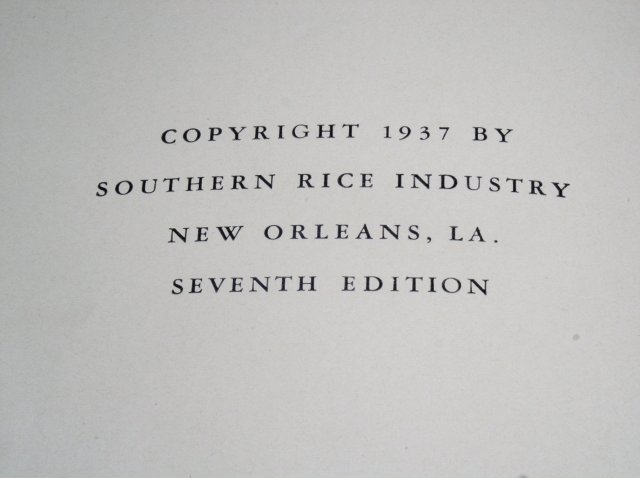 COPYRIGHT 1937 BY
SOUTHERN RICE INDUSTRY
NEW ORLEANS, LA.
SEVENTH EDITION